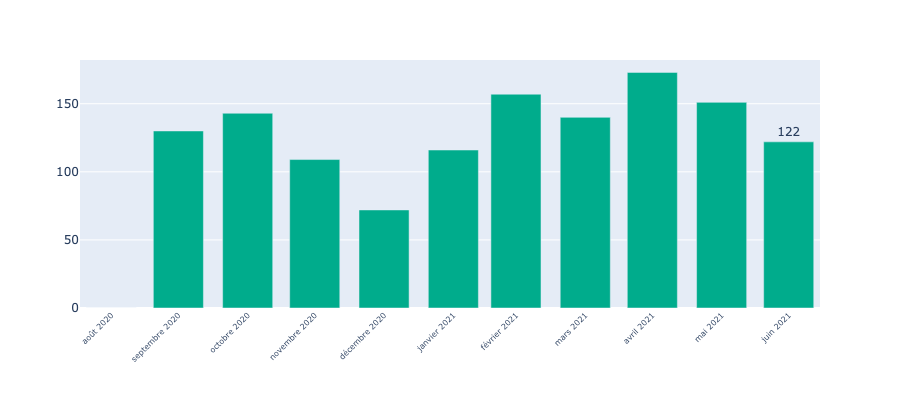 150
100
50
0
122
août 2020
septembre 2020
octobre 2020
novembre 2020
décembre 2020
janvier 2021
février 2021
mars 2021
avril 2021
mai 2021
juin 2021